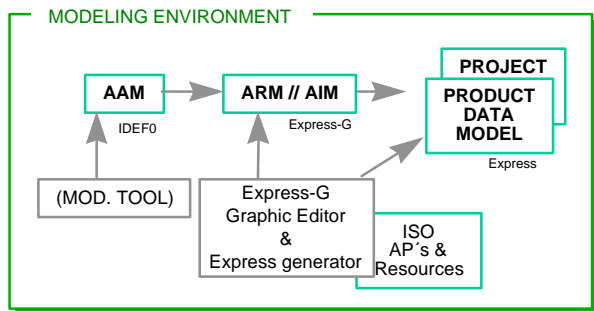 MODELING ENVIRONMENT
PROJECT
AAM
ARM // AIM
PRODUCT
DATA
MODEL
IDEF0
Express-G
Express
(MOD. TOOL)
Express-G
Graphic Editor
&
Express generator
ISO
AP´s &
Resources